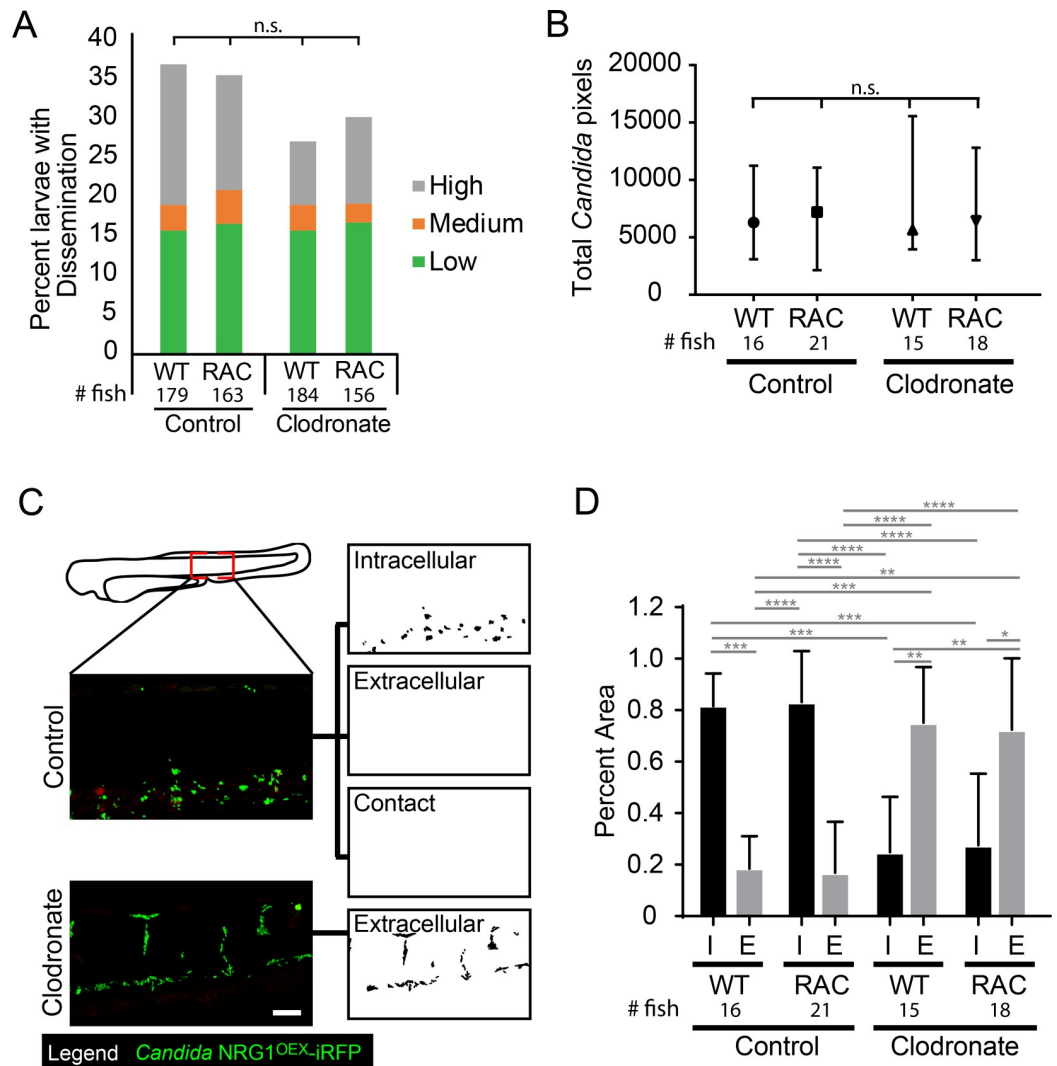 A
Percent larvae with
Dissemination
40
35
30
25
20
15
10
5
0
n.s.
High
Medium
Low
WT RAC WT RAC
# fish 179 163 184 156
Control Clodronate
B
Total Candida pixels
20000
15000
10000
5000
0
n.s.
WT RAC WT RAC
# fish 16 21 15 18
Control Clodronate
C
Control
Intracellular
Extracellular
Contact
Clodronate
Extracellular
Legend Candida NRG1OEX-iRFP
D
Percent Area
1.2
1.0
0.8
0.6
0.4
0.2
0
****
****
****
****
****
**
***
****
***
***
**
*
***
**
I E I E I E I E
WT RAC WT RAC
# fish 16 21 15 18
Control Clodronate